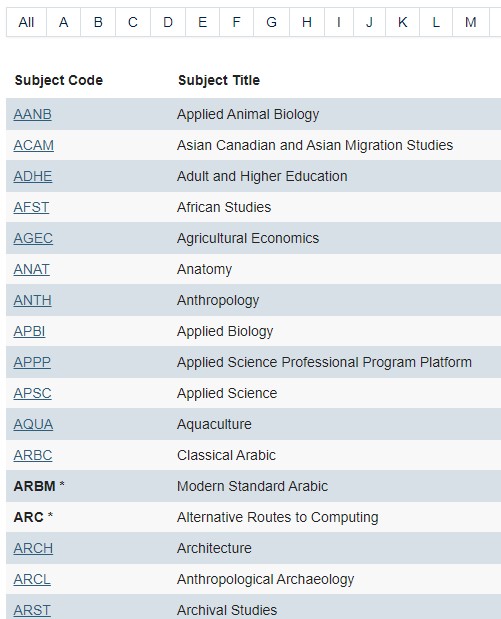 All A B C D E F G H I J K L M
Subject Code Subject Title
AANB Applied Animal Biology
ACAM Asian Canadian and Asian Migration Studies
ADHE Adult and Higher Education
AFST African Studies
AGEC Agricultural Economics
ANAT Anatomy
ANTH Anthropology
APBI Applied Biology
APPP Applied Science Professional Program Platform
APSC Applied Science
AQUA Aquaculture
ARBC Classical Arabic
ARBM * Modern Standard Arabic
ARC * Alternative Routes to Computing
ARCH Architecture
ARCL Anthropological Archaeology
ARST Archival Studies